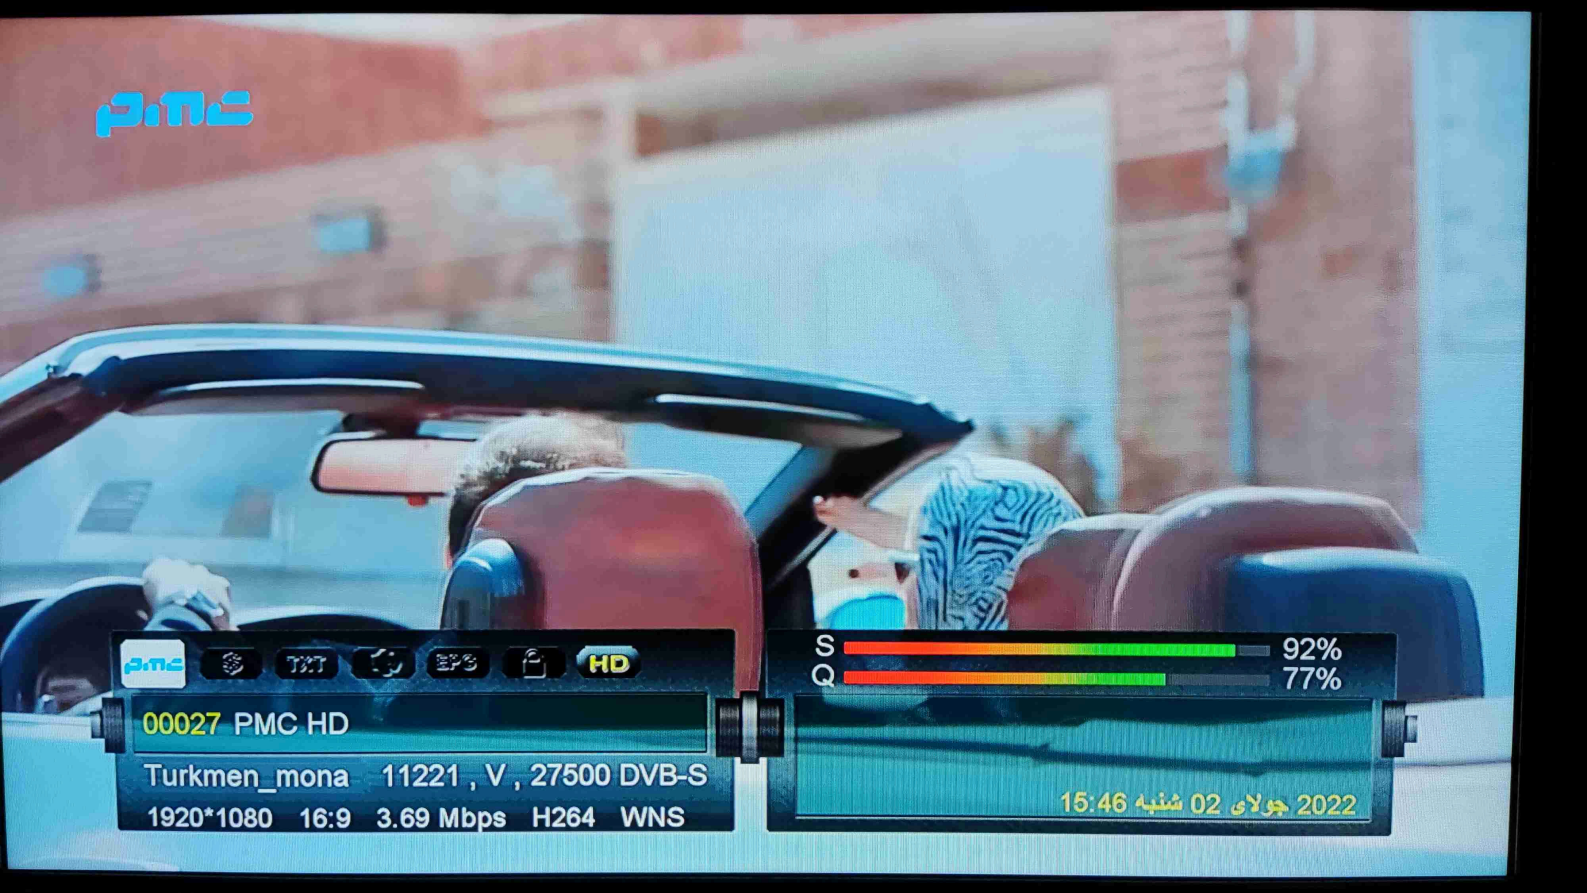 PMC
PMC $ TXT EPG HD
S 92%
Q 77%
00027 PMC HD
Turkmen_mona 11221 , V , 27500 DVB-S
1920*1080 16:9 3.69 Mbps H264 WNS
15:46 شنبه 02 جولای 2022